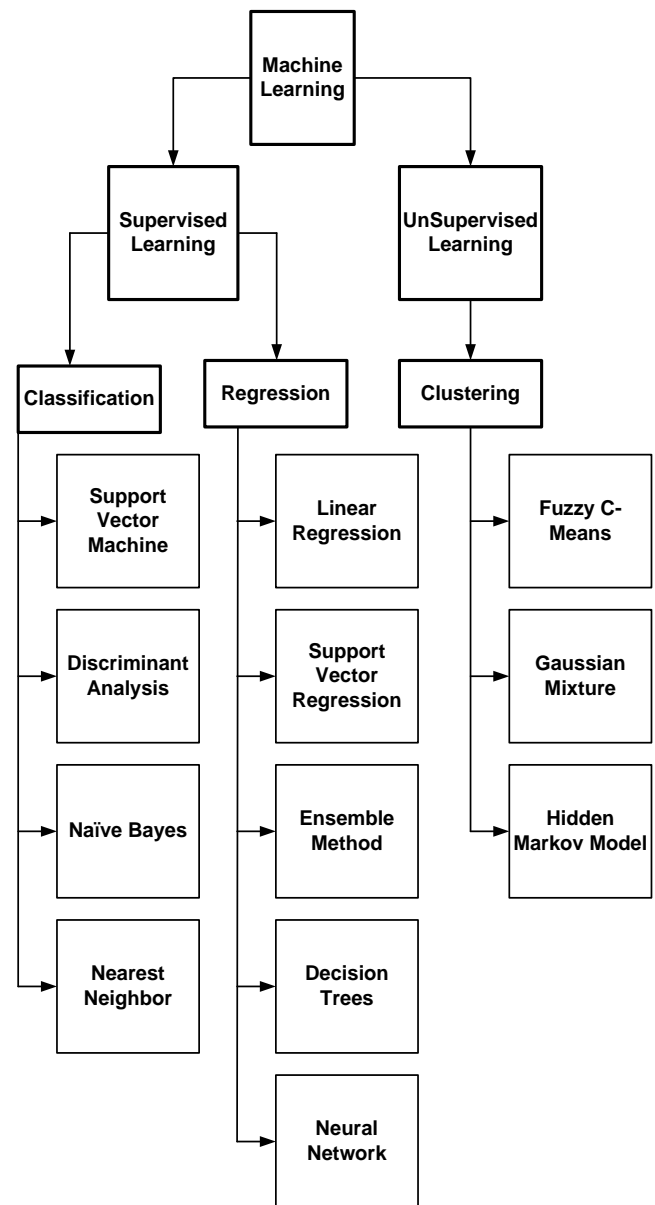 Machine
Learning
Supervised
Learning
UnSupervised
Learning
Classification
Regression
Clustering
Support
Vector
Machine
Linear
Regression
Fuzzy C-
Means
Discriminant
Analysis
Support
Vector
Regression
Gaussian
Mixture
Naïve Bayes
Ensemble
Method
Hidden
Markov Model
Nearest
Neighbor
Decision
Trees
Neural
Network